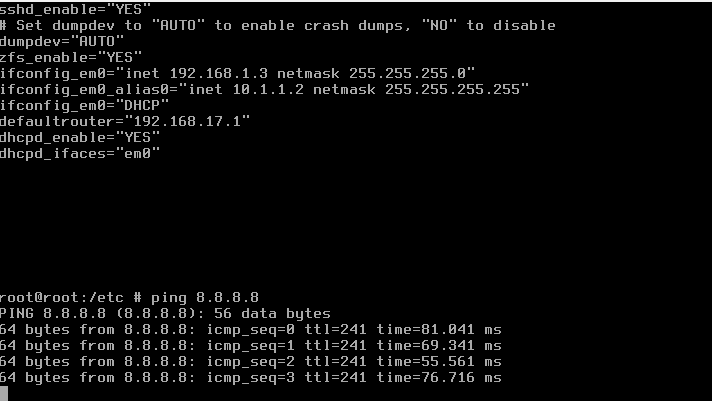 sshd_enable="YES"
# Set dumpdev to "AUTO" to enable crash dumps, "NO" to disable
dumpdev="AUTO"
zfs_enable="YES"
ifconfig_em0="inet 192.168.1.3 netmask 255.255.255.0"
ifconfig_em0_alias0="inet 10.1.1.2 netmask 255.255.255.255"
ifconfig_em0="DHCP"
defaultrouter="192.168.17.1"
dhcpd_enable="YES"
dhcpd_ifaces="em0"
root@root:/etc # ping 8.8.8.8
PING 8.8.8.8 (8.8.8.8): 56 data bytes
64 bytes from 8.8.8.8: icmp_seq=0 ttl=241 time=81.041 ms
64 bytes from 8.8.8.8: icmp_seq=1 ttl=241 time=69.341 ms
64 bytes from 8.8.8.8: icmp_seq=2 ttl=241 time=55.561 ms
64 bytes from 8.8.8.8: icmp_seq=3 ttl=241 time=76.716 ms